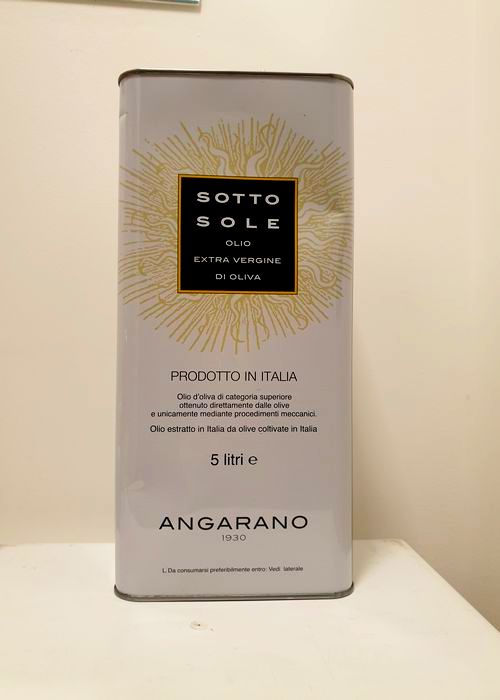 SOTTO
SOLE
OLIO
EXTRA VERGINE
DI OLIVA
PRODOTTO IN ITALIA
Olio d'oliva di categoria superiore
ottenuto direttamente dalle olive
e unicamente mediante procedimenti meccanici.
Olio estratto in Italia da olive coltivate in Italia
5 litri ℮
ANGARANO
1930
L. Da consumarsi preferibilmente entro: Vedi laterale